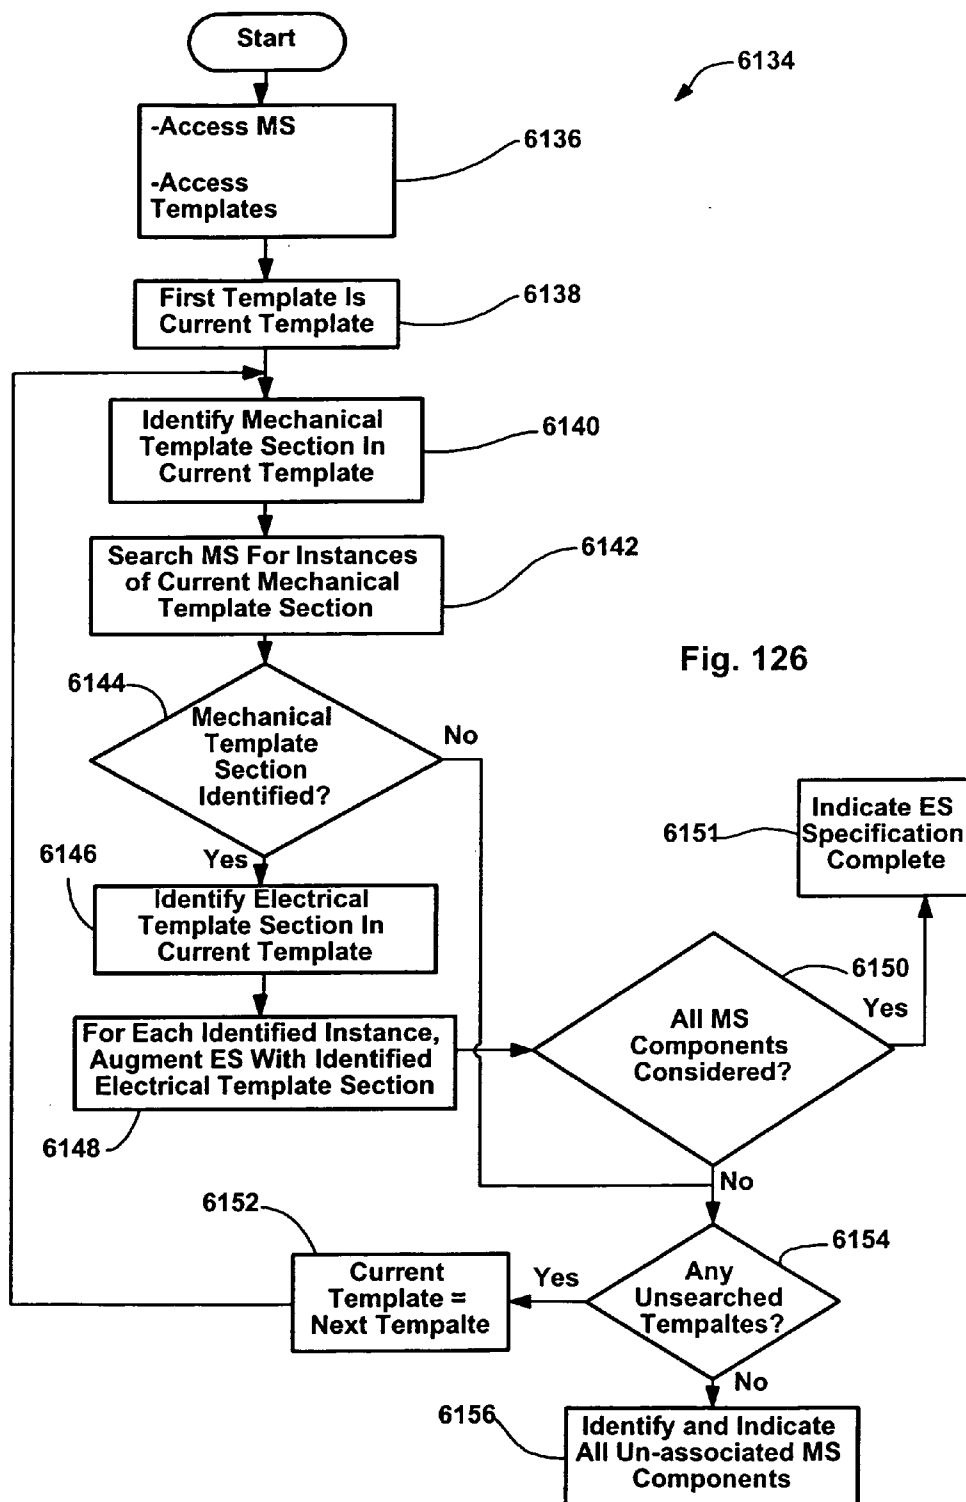 Start
6134
-Access MS
-Access
Templates
6136
First Template Is
Current Template
6138
Identify Mechanical
Template Section In
Current Template
6140
Search MS For Instances
of Current Mechanical
Template Section
6142
Fig. 126
6144
Mechanical
Template
Section
Identified?
No
Yes
6146
Identify Electrical
Template Section In
Current Template
For Each Identified Instance,
Augment ES With Identified
Electrical Template Section
6148
Indicate ES
Specification
Complete
6151
All MS
Components
Considered?
6150
Yes
No
6152
Current
Template =
Next Tempalte
Yes
Any
Unsearched
Tempaltes?
6154
No
6156
Identify and Indicate
All Un-associated MS
Components